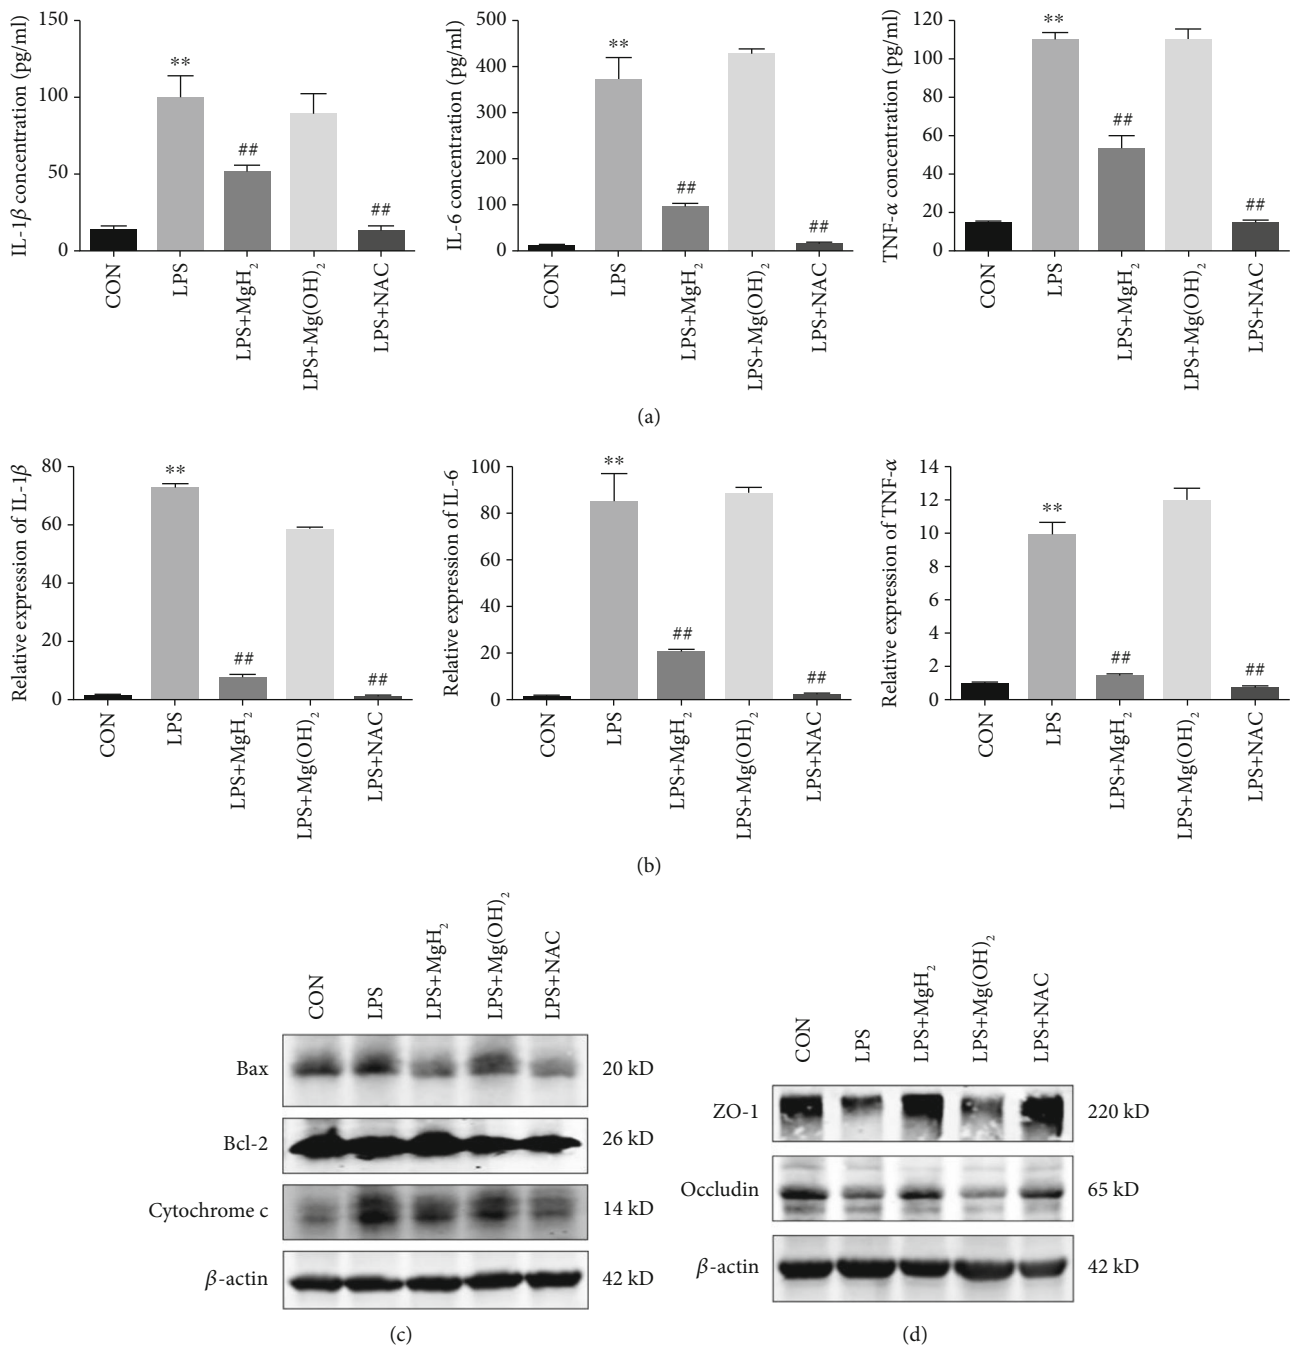 IL-1β concentration (pg/ml)
150
100
50
0
**
##
##
CON
LPS
LPS+MgH2
LPS+Mg(OH)2
LPS+NAC
IL-6 concentration (pg/ml)
500
400
300
200
100
0
**
##
##
CON
LPS
LPS+MgH2
LPS+Mg(OH)2
LPS+NAC
TNF-α concentration (pg/ml)
120
100
80
60
40
20
0
**
##
##
CON
LPS
LPS+MgH2
LPS+Mg(OH)2
LPS+NAC
(a)
Relative expression of IL-1β
80
60
40
20
0
**
##
##
CON
LPS
LPS+MgH2
LPS+Mg(OH)2
LPS+NAC
Relative expression of IL-6
100
80
60
40
20
0
**
##
##
CON
LPS
LPS+MgH2
LPS+Mg(OH)2
LPS+NAC
Relative expression of TNF-α
14
12
10
8
6
4
2
0
**
##
##
CON
LPS
LPS+MgH2
LPS+Mg(OH)2
LPS+NAC
(b)
CON
LPS
LPS+MgH2
LPS+Mg(OH)2
LPS+NAC
Bax
20 kD
Bcl-2
26 kD
Cytochrome c
14 kD
β-actin
42 kD
(c)
CON
LPS
LPS+MgH2
LPS+Mg(OH)2
LPS+NAC
ZO-1
220 kD
Occludin
65 kD
β-actin
42 kD
(d)